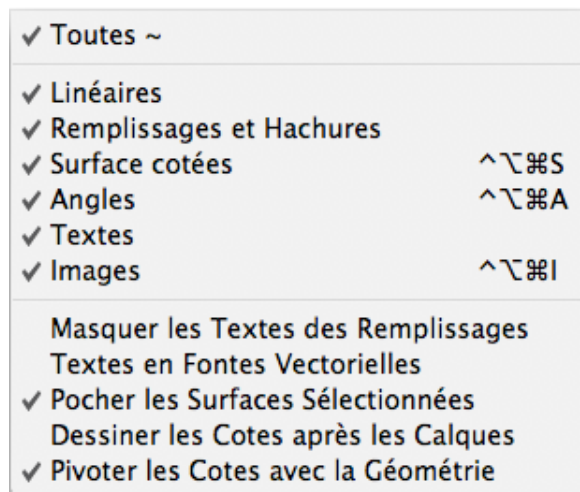 ✓ Toutes ~
✓ Linéaires
✓ Remplissages et Hachures
✓ Surface cotées ^⌥⌘S
✓ Angles ^⌥⌘A
✓ Textes
✓ Images ^⌥⌘I
Masquer les Textes des Remplissages
Textes en Fontes Vectorielles
✓ Pocher les Surfaces Sélectionnées
Dessiner les Cotes après les Calques
✓ Pivoter les Cotes avec la Géométrie